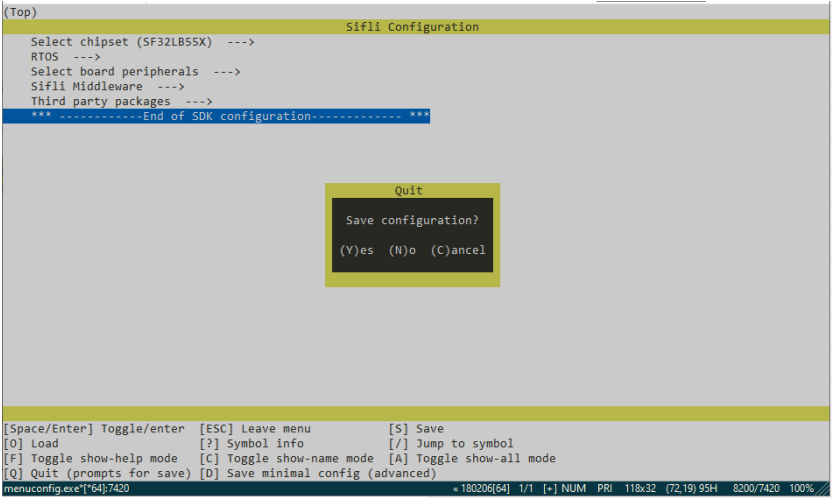 (Top)
Sifli Configuration
Select chipset (SF32LB55X)  --->
RTOS  --->
Select board peripherals  --->
Sifli Middleware  --->
Third party packages  --->
*** ------------End of SDK configuration------------- ***
Quit
Save configuration?
(Y)es  (N)o  (C)ancel
[Space/Enter] Toggle/enter  [ESC] Leave menu  [S] Save
[O] Load  [?] Symbol info  [/] Jump to symbol
[F] Toggle show-help mode  [C] Toggle show-name mode  [A] Toggle show-all mode
[Q] Quit (prompts for save)  [D] Save minimal config (advanced)
menuconfig.exe*[*64]:7420  « 180206[64]  1/1  [+] NUM  PRI  118x32  (72,19) 95H  8200/7420  100%